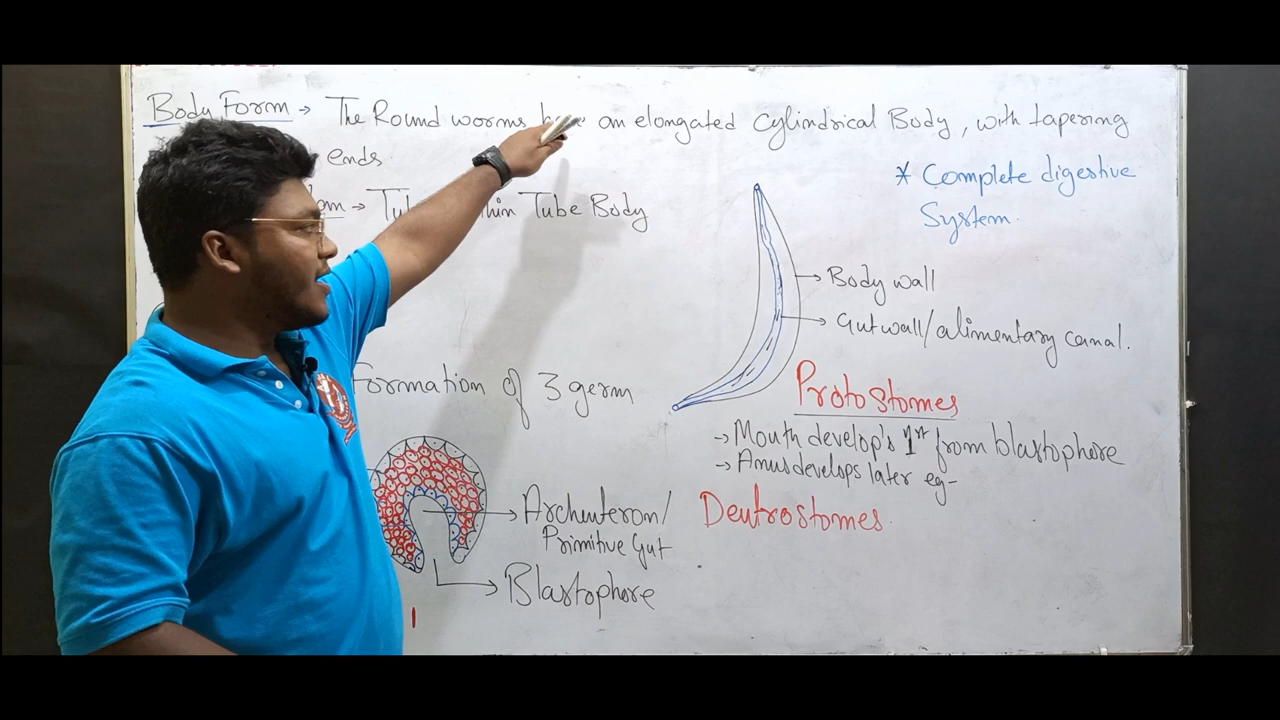 Body Form → The Round worms an elongated Cylindrical Body, with tapering
ends.
→ Tube Body
* Complete digestive
System.
→ Body wall
→ Gut wall/alimentary canal.
Formation of 3 germ
Protostomes
→ Mouth develop's 1st from blastophore
→ Anus develops later eg-
Deutrostomes.
→ Archenteron/
Primitive Gut
→ Blastophore